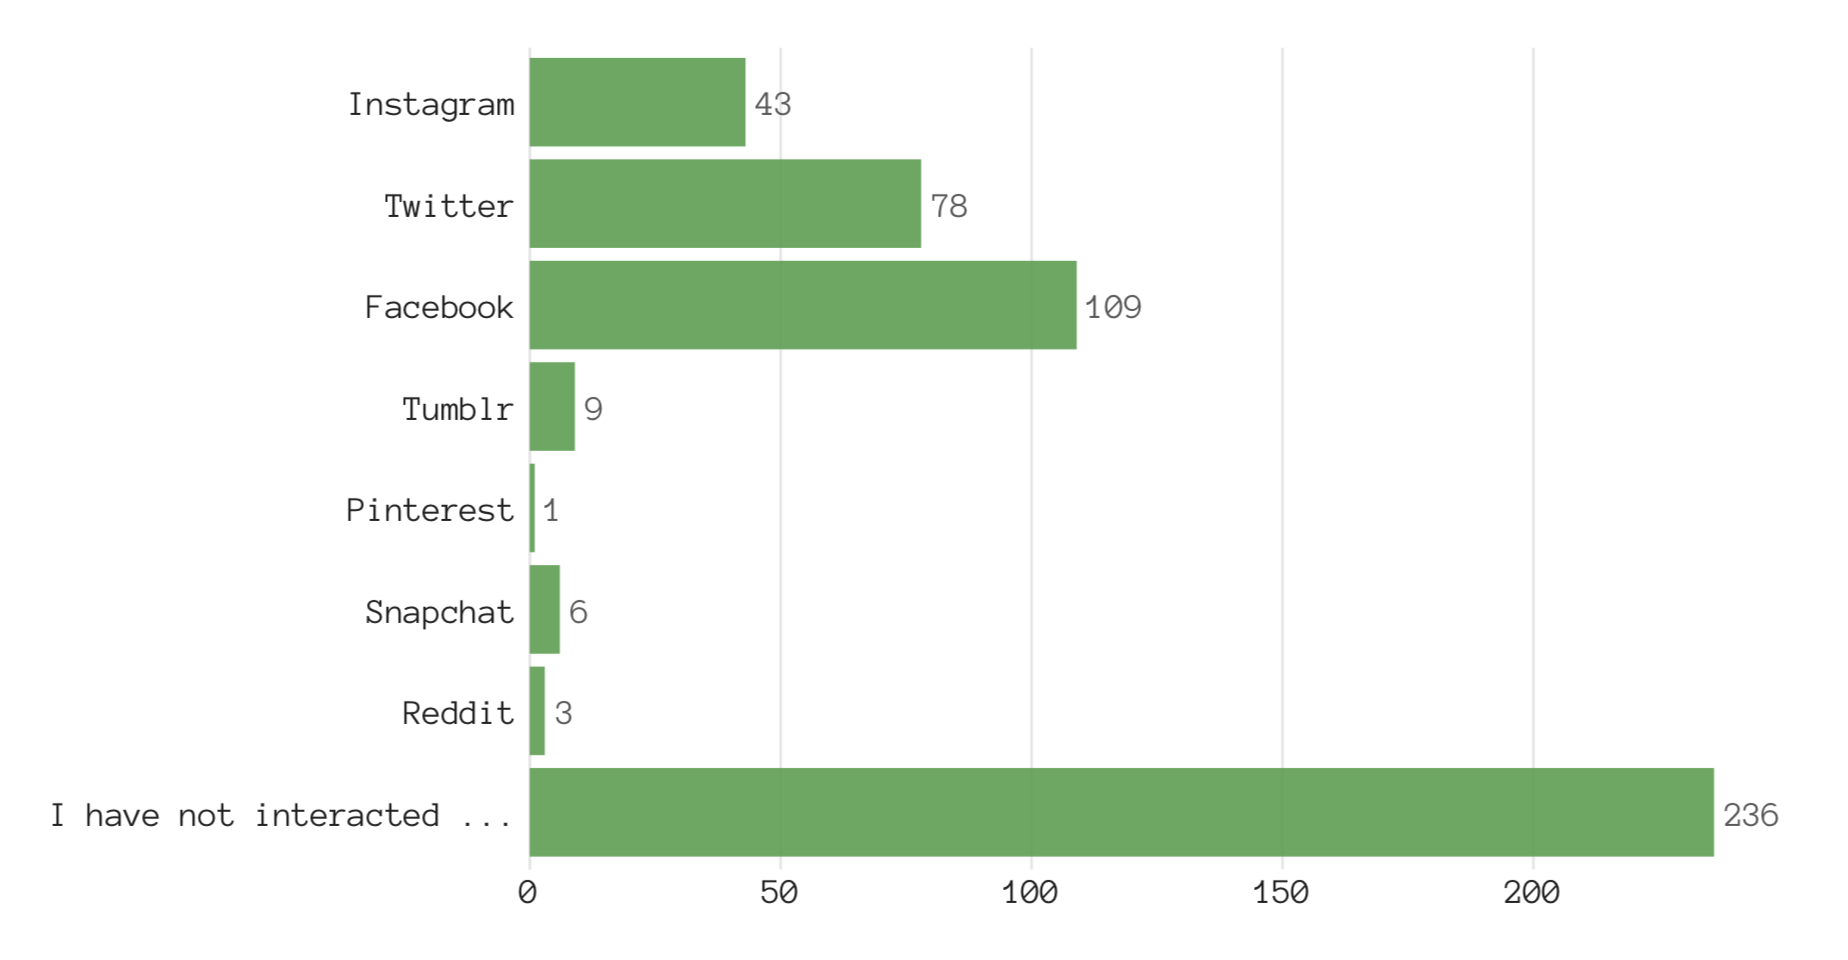 Instagram 43
Twitter 78
Facebook 109
Tumblr 9
Pinterest 1
Snapchat 6
Reddit 3
I have not interacted ... 236
0 50 100 150 200